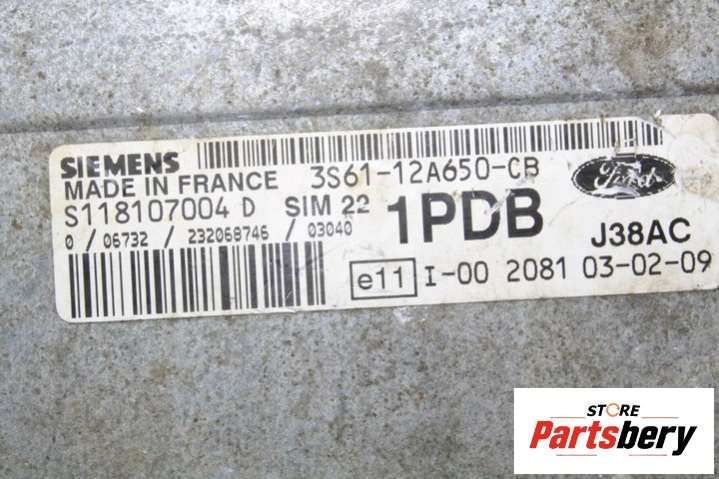 SIEMENS
MADE IN FRANCE
3S61-12A650-CB
Ford
S118107004 D
SIM 22
1PDB
J38AC
0 / 06732 / 232068746 / 03040
e11 I-00 2081 03-02-09
STORE
Partsbery